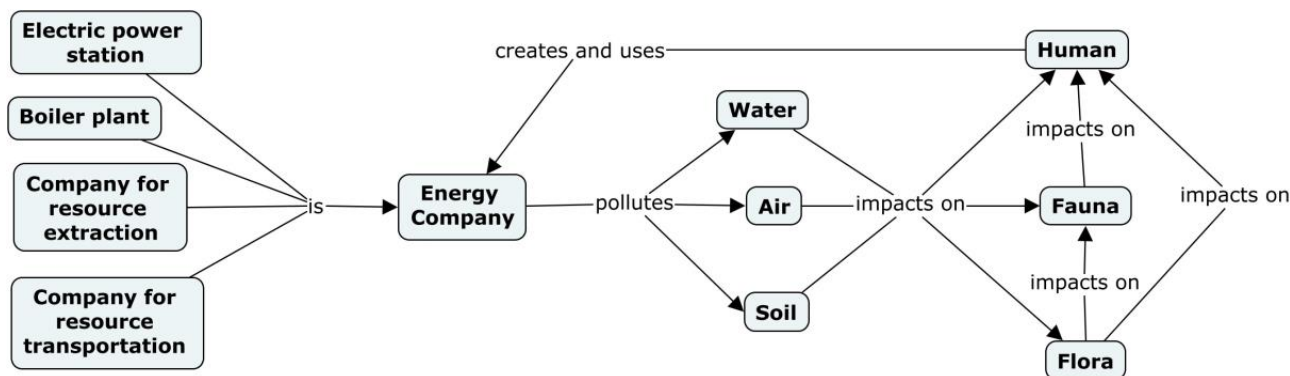 Electric power
station
Boiler plant
Company for
resource
extraction
Company for
resource
transportation
is
Energy
Company
creates and uses
pollutes
Water
Air
Soil
impacts on
Human
impacts on
Fauna
impacts on
Flora
impacts on